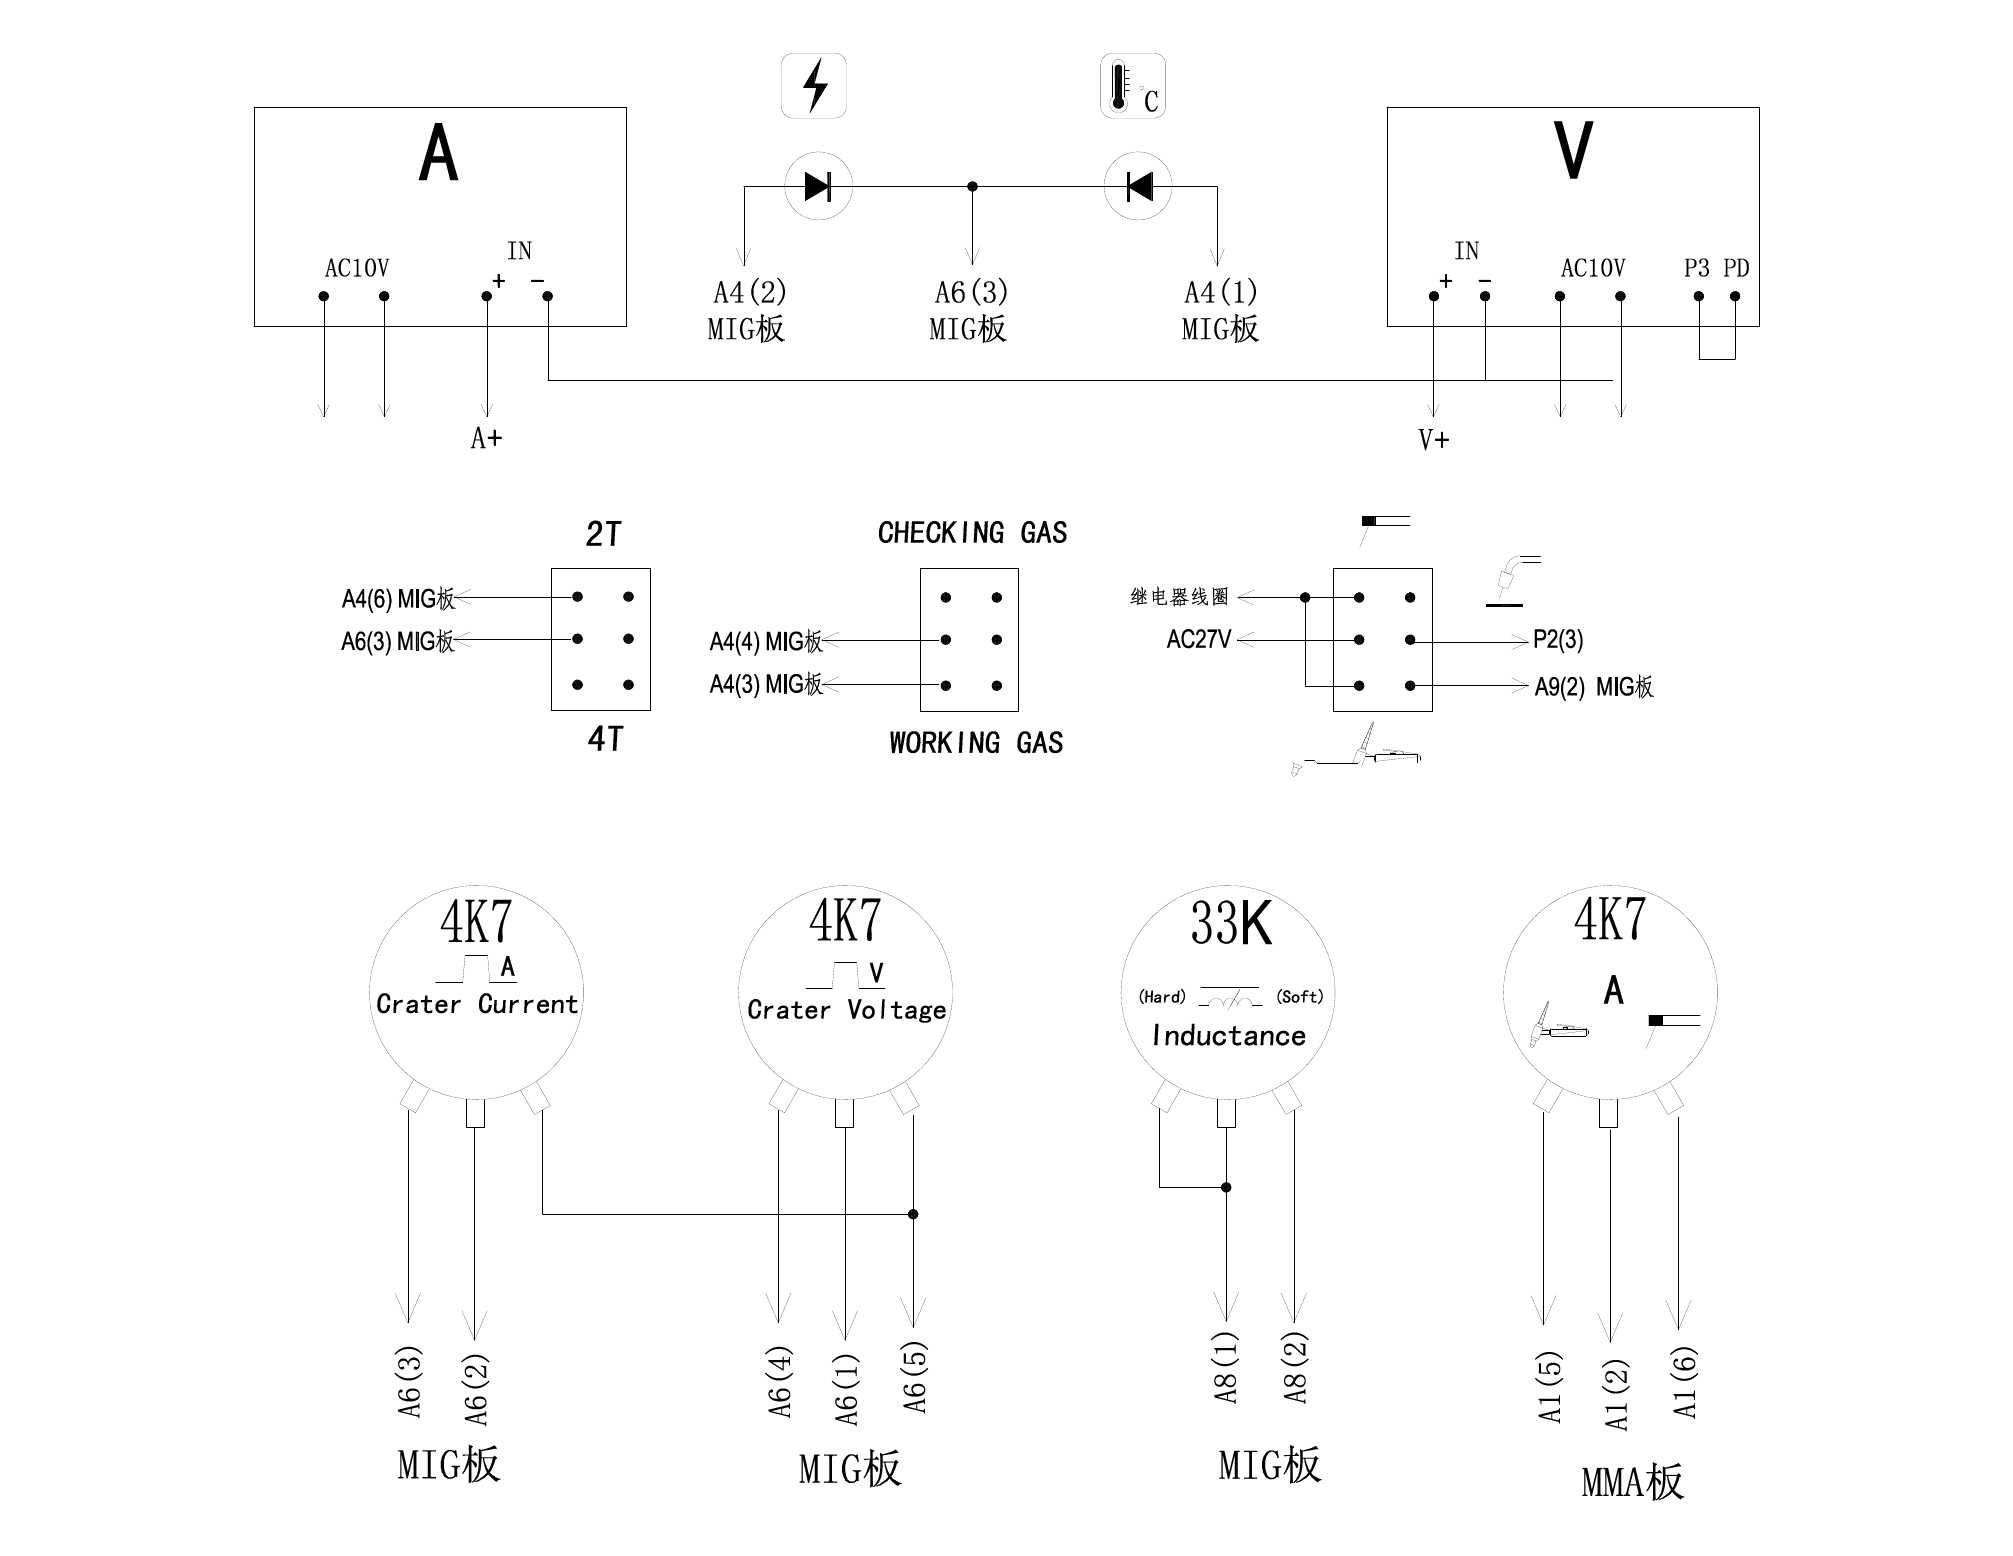 °C
A
V
IN
IN
AC10V
+ −
+ −
AC10V
P3 PD
A4(2)
MIG板
A6(3)
MIG板
A4(1)
MIG板
A+
V+
2T
CHECKING GAS
A4(6) MIG板
A6(3) MIG板
A4(4) MIG板
A4(3) MIG板
继电器线圈
AC27V
P2(3)
A9(2) MIG板
4T
WORKING GAS
4K7
A
Crater Current
4K7
V
Crater Voltage
33K
(Hard)
(Soft)
Inductance
4K7
A
A6(3)
A6(2)
MIG板
A6(4)
A6(1)
A6(5)
MIG板
A8(1)
A8(2)
MIG板
A1(5)
A1(2)
A1(6)
MMA板